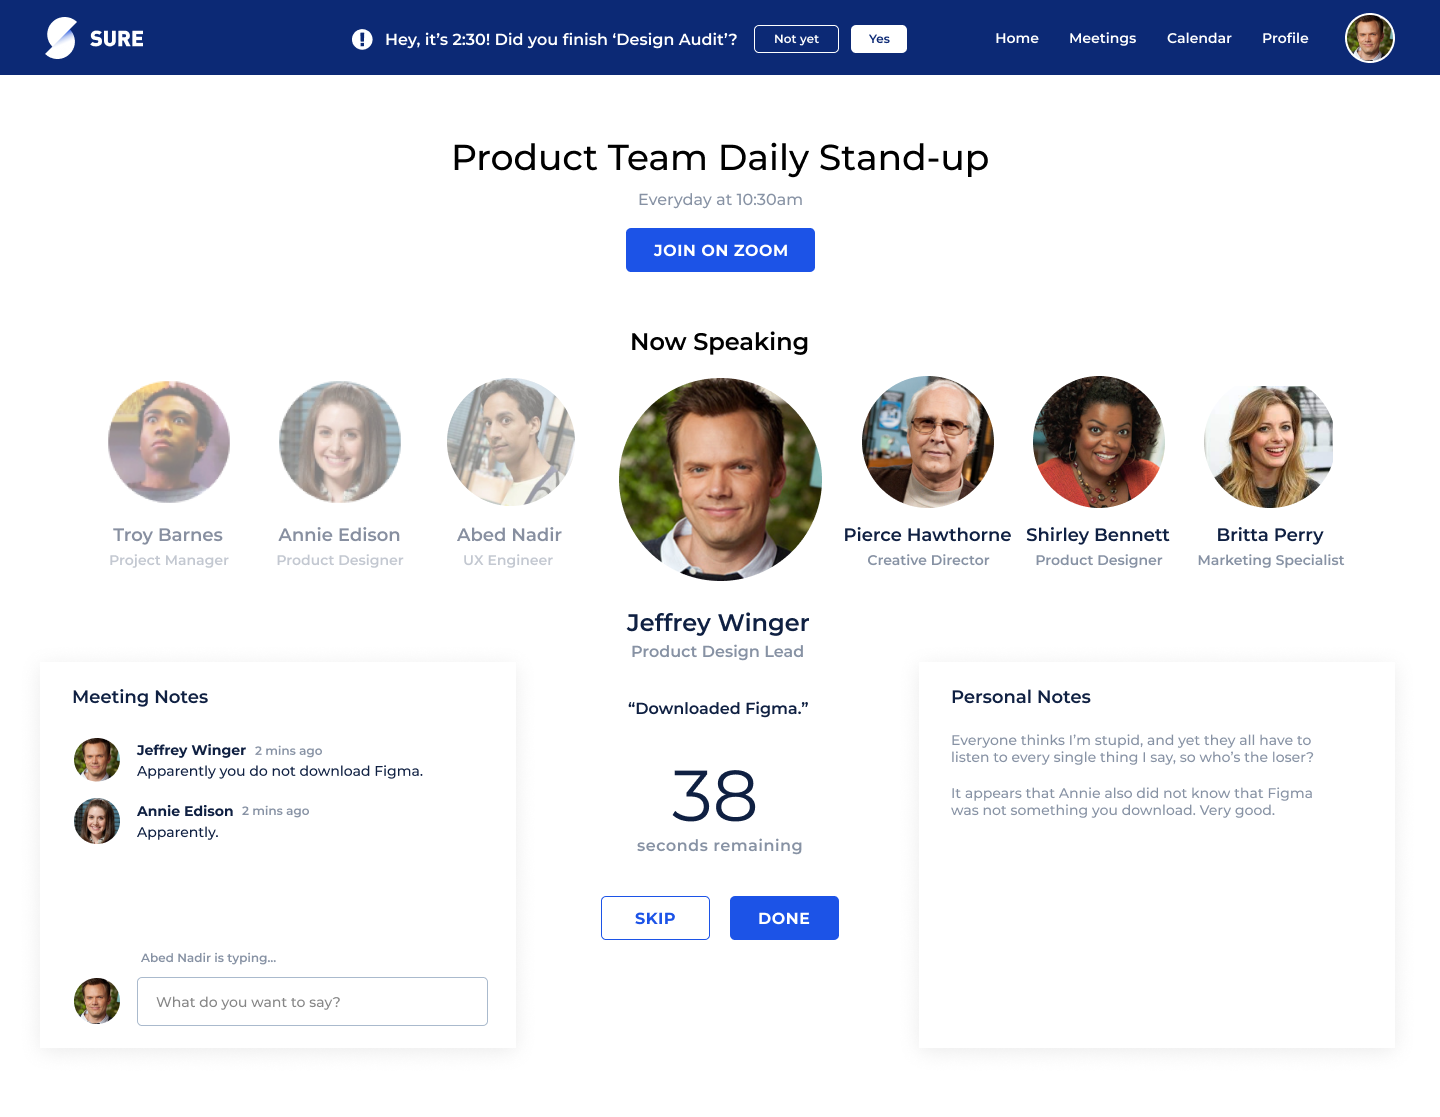 SURE
Hey, it’s 2:30! Did you finish ‘Design Audit’?
Not yet
Yes
Home
Meetings
Calendar
Profile
Product Team Daily Stand-up
Everyday at 10:30am
JOIN ON ZOOM
Now Speaking
Troy Barnes
Project Manager
Annie Edison
Product Designer
Abed Nadir
UX Engineer
Jeffrey Winger
Product Design Lead
Pierce Hawthorne
Creative Director
Shirley Bennett
Product Designer
Britta Perry
Marketing Specialist
“Downloaded Figma.”
38
seconds remaining
SKIP
DONE
Meeting Notes
Jeffrey Winger 2 mins ago
Apparently you do not download Figma.
Annie Edison 2 mins ago
Apparently.
Abed Nadir is typing...
What do you want to say?
Personal Notes
Everyone thinks I’m stupid, and yet they all have to
listen to every single thing I say, so who’s the loser?
It appears that Annie also did not know that Figma
was not something you download. Very good.